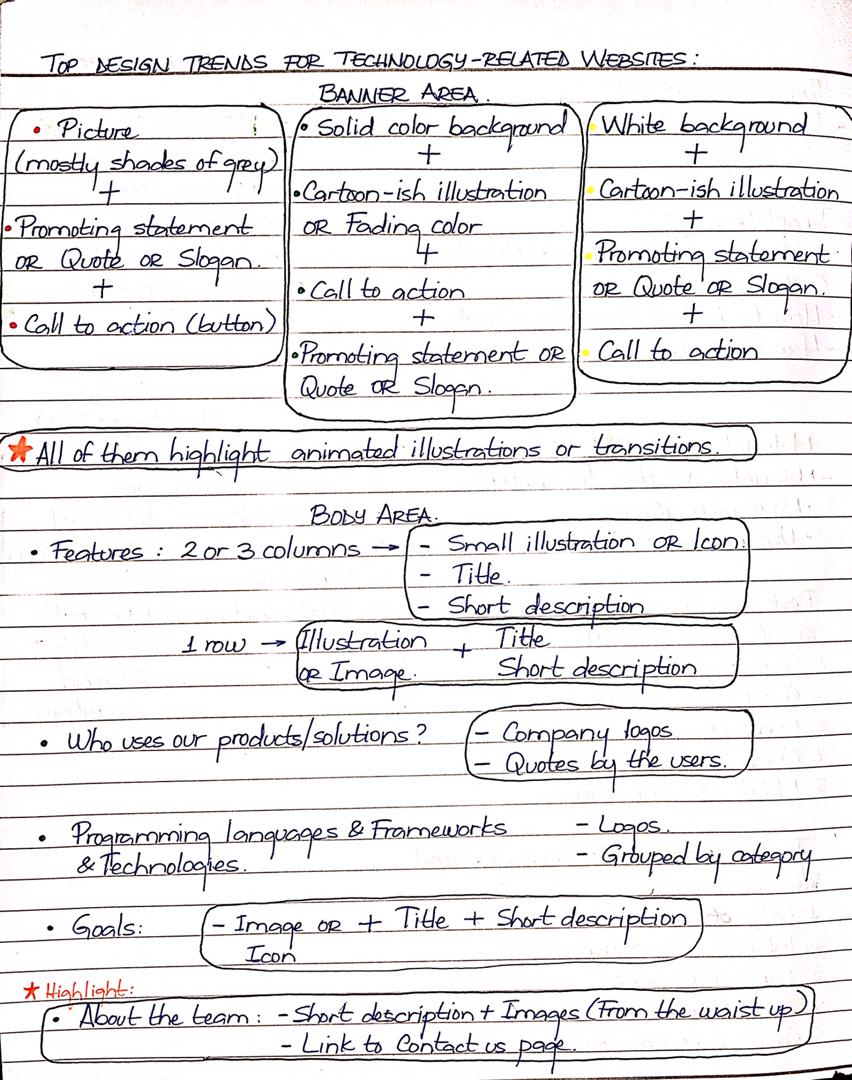 TOP DESIGN TRENDS FOR TECHNOLOGY-RELATED WEBSITES:
BANNER AREA.
• Picture
(mostly shades of grey)
+
• Promoting statement
OR Quote OR Slogan.
+
• Call to action (button)
• Solid color background
+
• Cartoon-ish illustration
OR Fading color
+
• Call to action
+
• Promoting statement OR
Quote OR Slogan.
• White background
+
• Cartoon-ish illustration
+
• Promoting statement
OR Quote OR Slogan.
+
• Call to action
★ All of them highlight animated illustrations or transitions.
BODY AREA.
• Features : 2 or 3 columns → - Small illustration OR Icon.
- Title.
- Short description
1 row → Illustration + Title
OR Image. Short description
• Who uses our products/solutions? - Company logos
- Quotes by the users.
• Programming languages & Frameworks - Logos.
& Technologies. - Grouped by category
• Goals: - Image OR + Title + Short description
Icon
★ Highlight:
• About the team : - Short description + Images (From the waist up)
- Link to Contact us page.